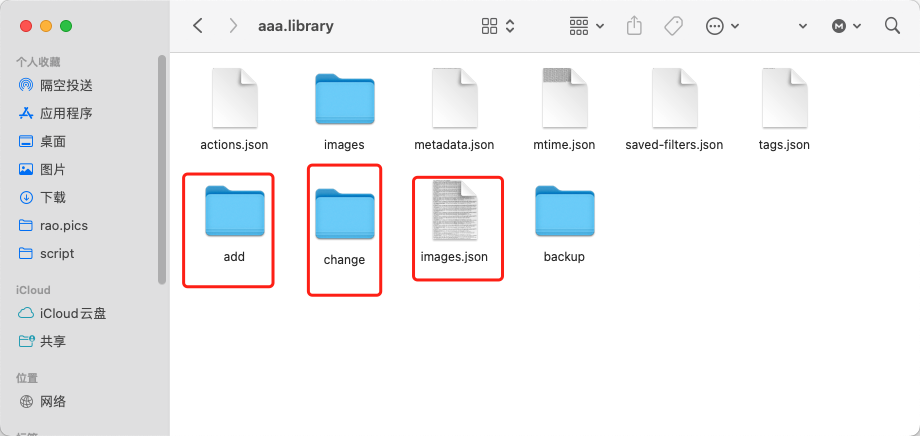 aaa.library
个人收藏
隔空投送
应用程序
桌面
图片
下载
rao.pics
script
iCloud
iCloud云盘
共享
位置
网络
actions.json
images
metadata.json
mtime.json
saved-filters.json
tags.json
add
change
images.json
backup